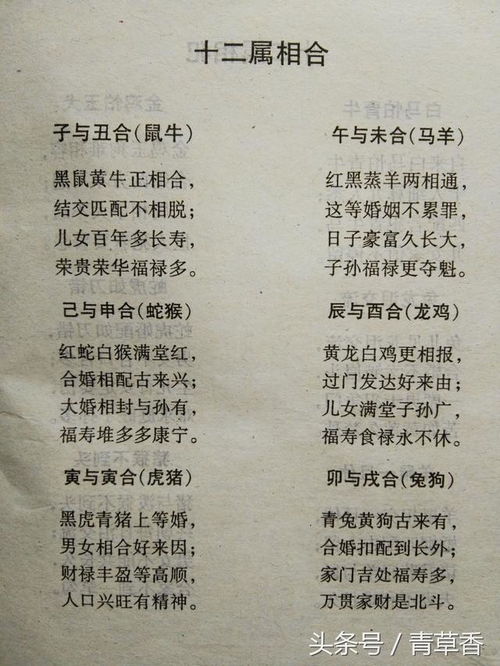 十二属相合
子与丑合(鼠牛)
黑鼠黄牛正相合，
结交匹配不相脱；
儿女百年多长寿，
荣贵荣华福禄多。
午与未合(马羊)
红黑蒸羊两相通，
这等婚姻不累罪，
日子豪富久长大，
子孙福禄更夺魁。
己与申合(蛇猴)
红蛇白猴满堂红，
合婚相配古来兴；
大婚相封与孙有，
福寿堆多多康宁。
辰与酉合(龙鸡)
黄龙白鸡更相报，
过门发达好来由；
儿女满堂子孙广，
福寿食禄永不休。
寅与寅合(虎猪)
黑虎青猪上等婚，
男女相合好来因；
财禄丰盈等高顺，
人口兴旺有精神。
卯与戌合(兔狗)
青兔黄狗古来有，
合婚扣配到长外；
家门吉处福寿多，
万贯家财是北斗。
头条号／青草香